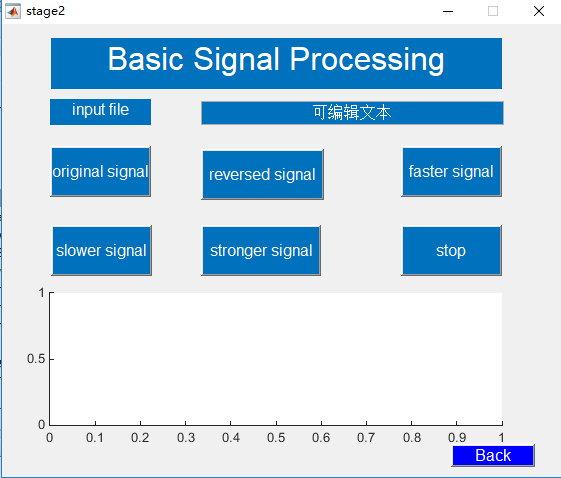 stage2
Basic Signal Processing
input file 可编辑文本
original signal reversed signal faster signal
slower signal stronger signal stop
1
0.5
0
0 0.1 0.2 0.3 0.4 0.5 0.6 0.7 0.8 0.9 1
Back